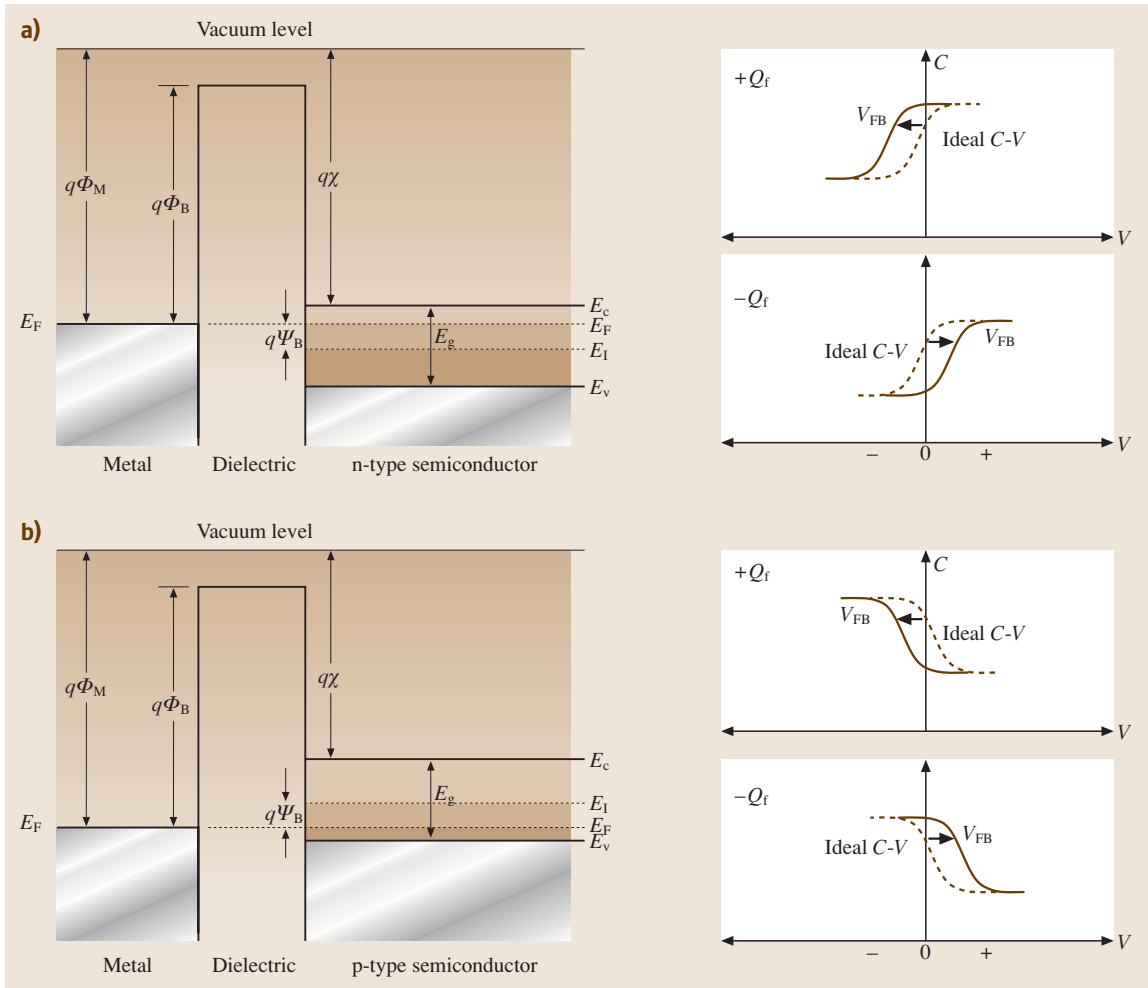 a)
Vacuum level
qΦM
qΦB
qχ
EF
qΨB
Eg
Ec
EF
EI
Ev
Metal
Dielectric
n-type semiconductor
+Qf
C
VFB
Ideal C-V
V
−Qf
Ideal C-V
VFB
V
− 0 +
b)
Vacuum level
qΦM
qΦB
qχ
EF
qΨB
Eg
Ec
EI
EF
Ev
Metal
Dielectric
p-type semiconductor
+Qf
C
VFB
Ideal C-V
V
−Qf
Ideal C-V
VFB
V
− 0 +